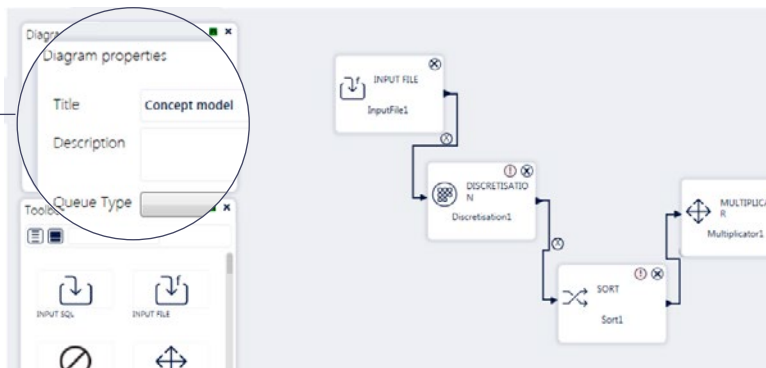 Diagra
Diagram properties
Title
Concept model
Description
Queue Type
Toolbo
INPUT SQL
INPUT FILE
INPUT FILE
InputFile1
DISCRETISATIO
N
Discretisation1
SORT
Sort1
MULTIPLICA
R
Multiplicator1